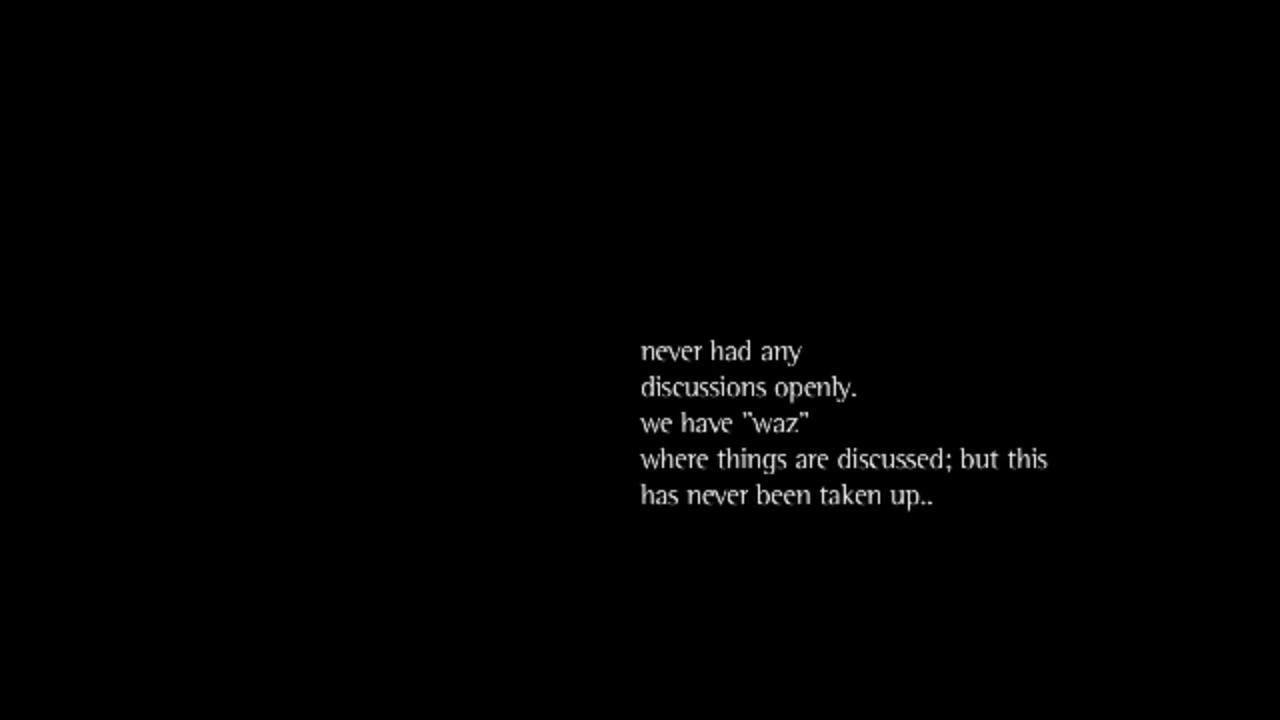 never had any
discussions openly.
we have "waz"
where things are discussed; but this
has never been taken up..